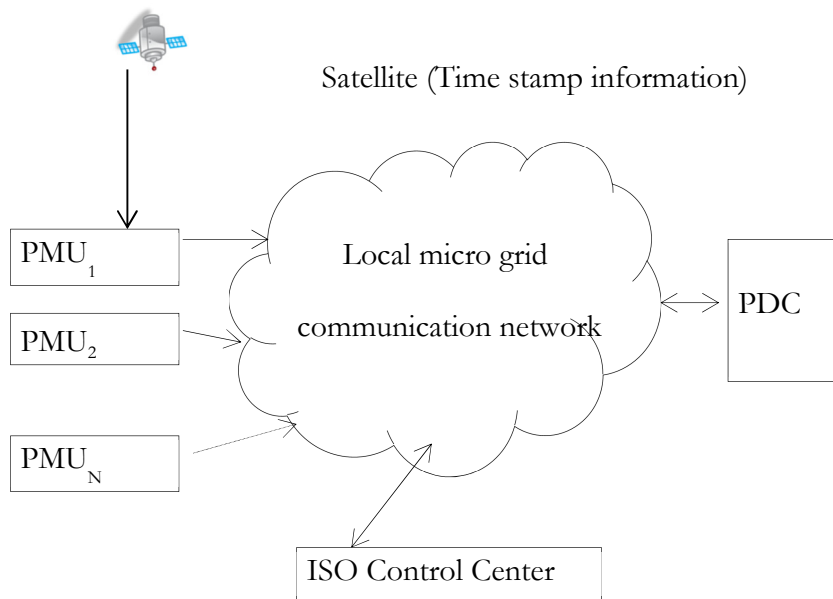 Satellite (Time stamp information)
PMU1
Local micro grid
PDC
PMU2
communication network
PMUN
ISO Control Center